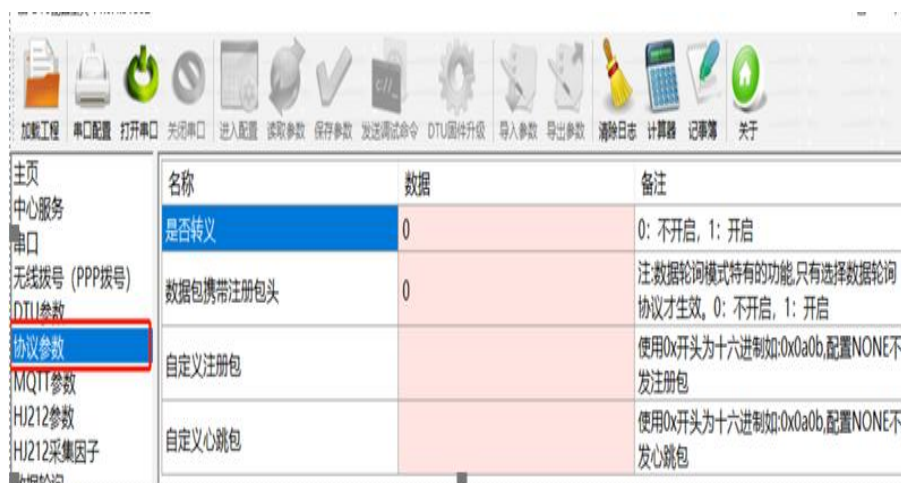 加载工程 串口配置 打开串口 关闭串口 进入配置 读取参数 保存参数 发送调试命令 DTU固件升级 导入参数 导出参数 清除日志 计算器 记事簿 关于
主页
中心服务
串口
无线拨号 (PPP拨号)
DTU参数
协议参数
MQTT参数
HJ212参数
HJ212采集因子
数据轮询
名称 数据 备注
是否转义 0 0: 不开启, 1: 开启
数据包携带注册包头 0 注:数据轮词模式特有的功能,只有选择数据轮词
协议才生效。0: 不开启, 1: 开启
自定义注册包 使用0x开头为十六进制如:0x0a0b,配置NONE不
发注册包
自定义心跳包 使用0x开头为十六进制如:0x0a0b,配置NONE不
发心跳包